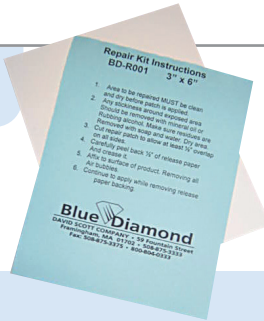 Repair Kit Instructions
BD-R001 3" x 6"
1. Area to be repaired MUST be clean
and dry before patch is applied.
2. Any stickiness around exposed area
Should be removed with mineral oil or
Rubbing alcohol. Make sure residues are
Removed with soap and water. Dry area.
3. Cut repair patch to allow at least ½" overlap
on all sides.
4. Carefully peel back ½" of release paper
And crease it.
5. Affix to surface of product. Removing all
Air bubbles.
6. Continue to apply while removing release
paper backing.
Blue Diamond
DAVID SCOTT COMPANY • 59 Fountain Street
Framingham, MA 01702 • 508-875-3333
Fax: 508-875-3375 • 800-804-0333